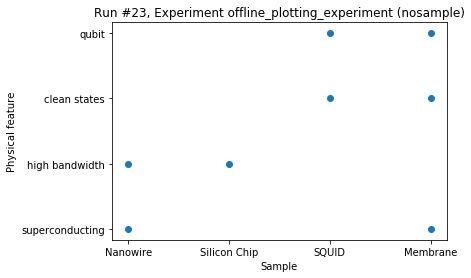 Run #23, Experiment offline_plotting_experiment (nosample)
qubit
clean states
high bandwidth
superconducting
Physical feature
Nanowire Silicon Chip SQUID Membrane
Sample